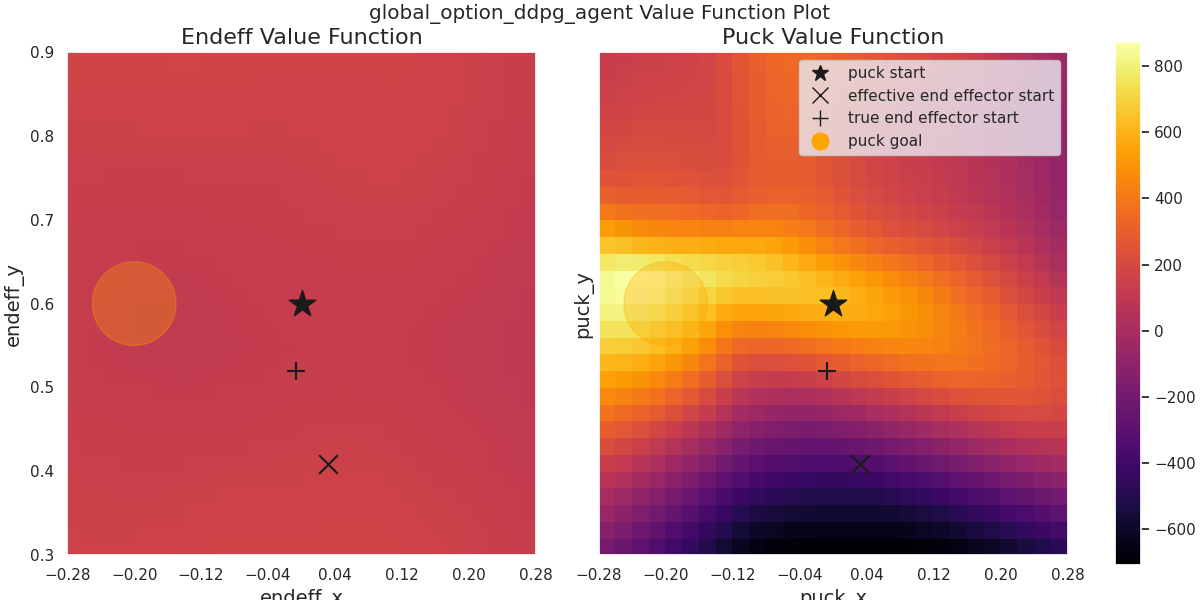 global_option_ddpg_agent Value Function Plot
Endeff Value Function
Puck Value Function
0.9
0.8
0.7
0.6
0.5
0.4
0.3
endeff_y
−0.28 −0.20 −0.12 −0.04 0.04 0.12 0.20 0.28
endeff_x
puck start
effective end effector start
true end effector start
puck goal
puck_y
−0.28 −0.20 −0.12 −0.04 0.04 0.12 0.20 0.28
puck_x
800
600
400
200
0
−200
−400
−600